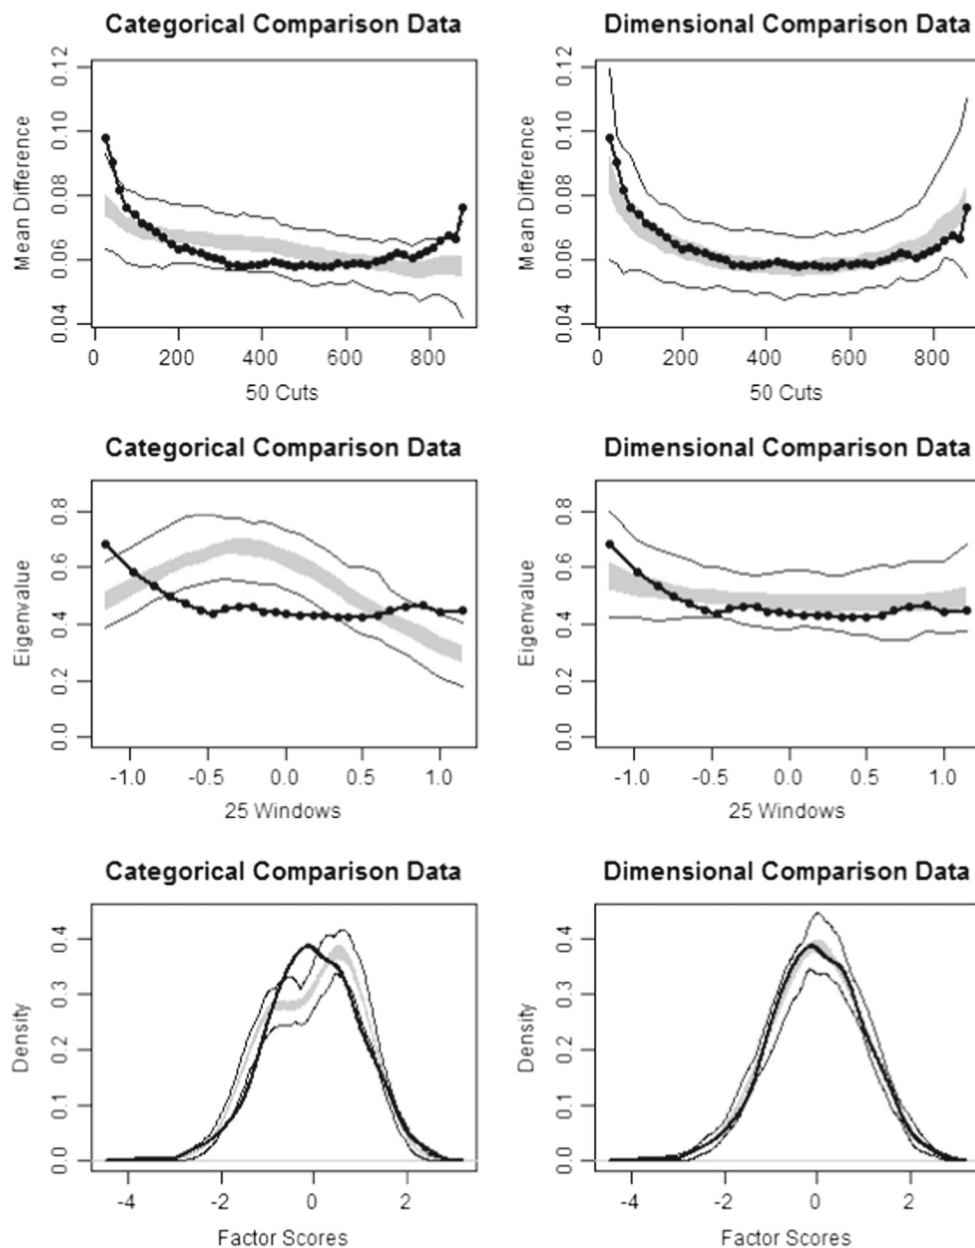 Categorical Comparison Data
Dimensional Comparison Data
Mean Difference
0.04 0.06 0.08 0.10 0.12
0 200 400 600 800
50 Cuts
Mean Difference
0.04 0.06 0.08 0.10 0.12
0 200 400 600 800
50 Cuts
Categorical Comparison Data
Dimensional Comparison Data
Eigenvalue
0.0 0.2 0.4 0.6 0.8
-1.0 -0.5 0.0 0.5 1.0
25 Windows
Eigenvalue
0.0 0.2 0.4 0.6 0.8
-1.0 -0.5 0.0 0.5 1.0
25 Windows
Categorical Comparison Data
Dimensional Comparison Data
Density
0.0 0.1 0.2 0.3 0.4
-4 -2 0 2
Factor Scores
Density
0.0 0.1 0.2 0.3 0.4
-4 -2 0 2
Factor Scores